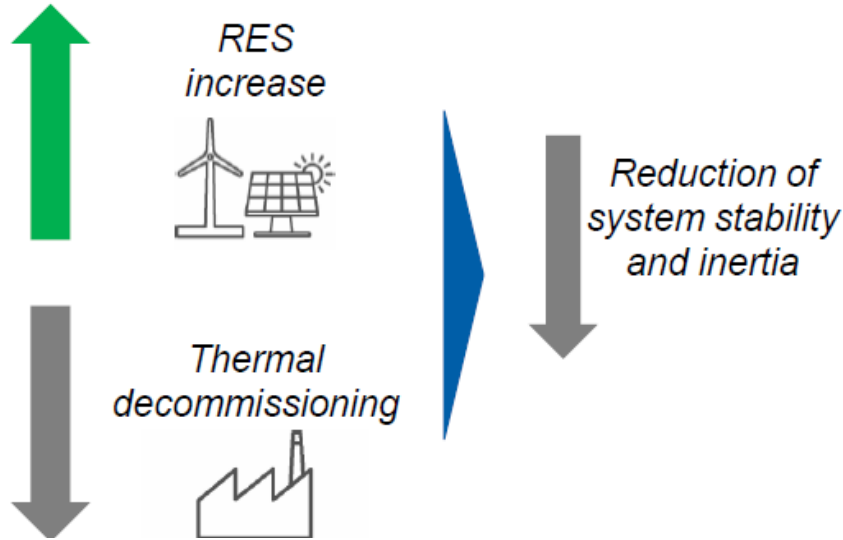 RES
increase
Thermal
decommissioning
Reduction of
system stability
and inertia